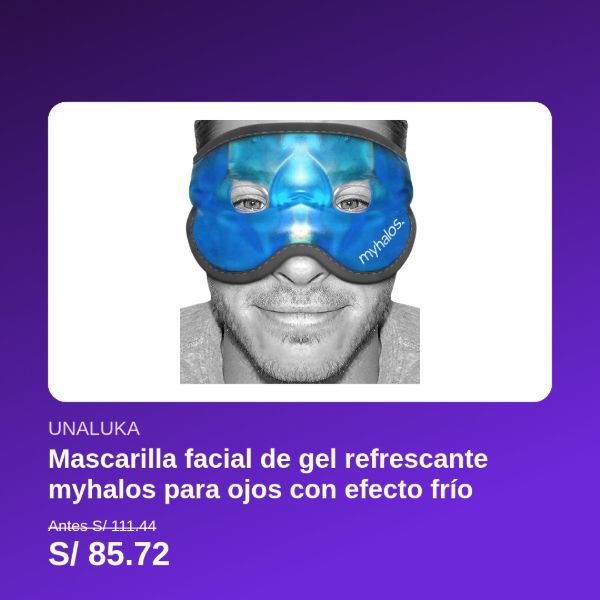 myhalos.
UNALUKA
Mascarilla facial de gel refrescante
myhalos para ojos con efecto frío
Antes S/ 111.44
S/ 85.72